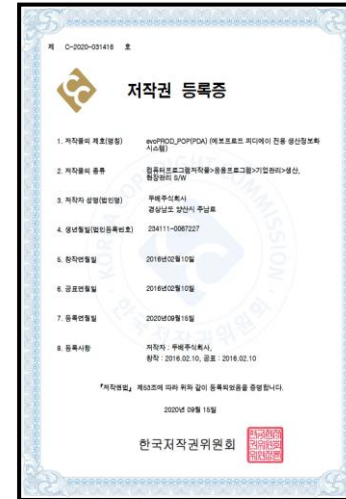 제 C-2020-031416 호
저작권 등록증
1. 저작물의 제호(명칭) evoPROD_POP(PDA) (에보프로드 피디에이 전용 생산정보화
시스템)
2. 저작물의 종류 컴퓨터프로그램저작물>응용프로그램>기업관리>생산,
현장관리 S/W
3. 저작자 성명(법인명) 두배주식회사
경상남도 양산시 주남로
4. 생년월일(법인등록번호) 234111-0067227
5. 창작연월일 2016년02월10일
6. 공표연월일 2016년02월10일
7. 등록연월일 2020년09월15일
8. 등록사항 저작자 : 두배주식회사,
창작 : 2016.02.10, 공표 : 2016.02.10
『저작권법』 제53조에 따라 위와 같이 등록되었음을 증명합니다.
2020년 09월 15일
한국저작권위원회